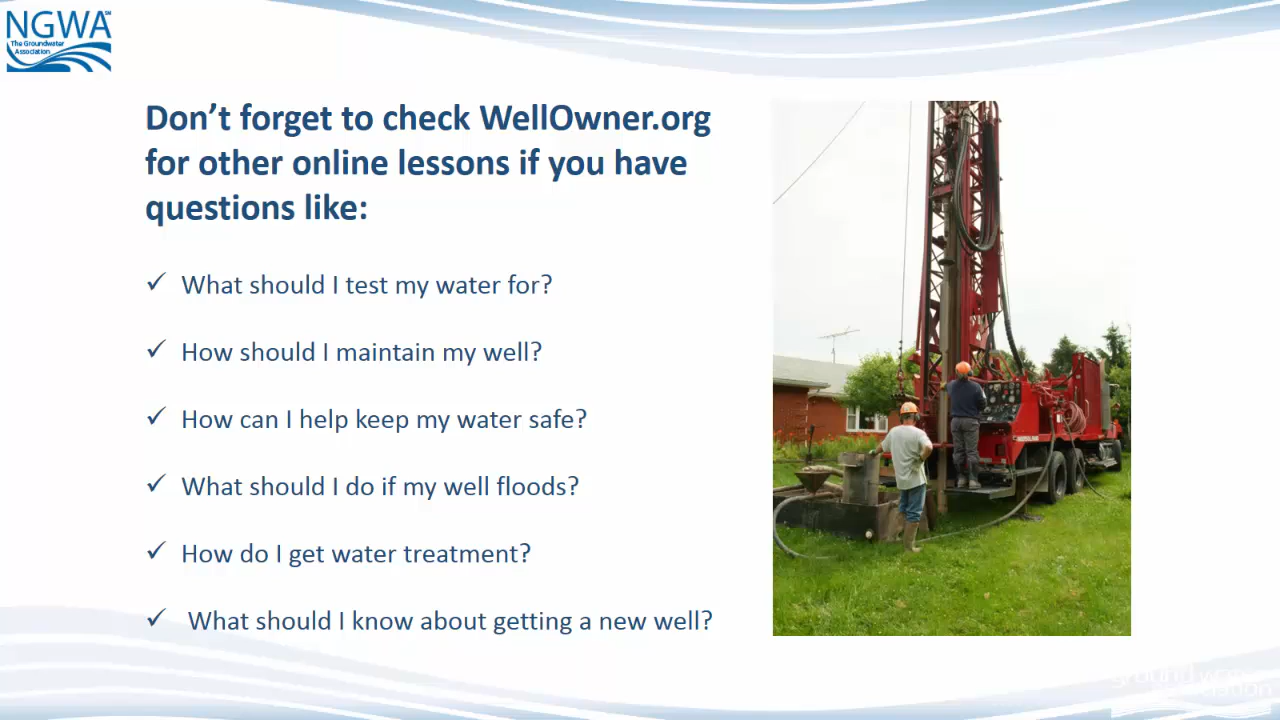 NGWA
The Groundwater
Association
Don't forget to check WellOwner.org
for other online lessons if you have
questions like:
✓ What should I test my water for?
✓ How should I maintain my well?
✓ How can I help keep my water safe?
✓ What should I do if my well floods?
✓ How do I get water treatment?
✓ What should I know about getting a new well?